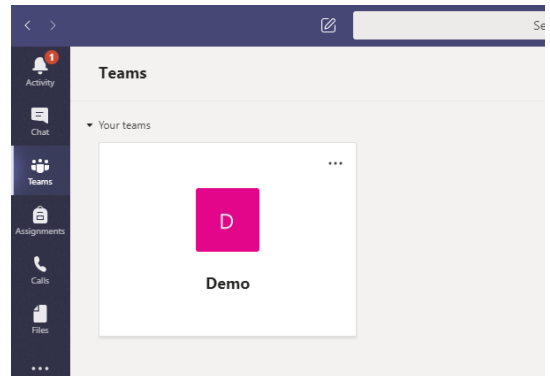 Se
1
Activity
Teams
Your teams
Chat
...
Teams
D
Assignments
Demo
Calls
Files
...